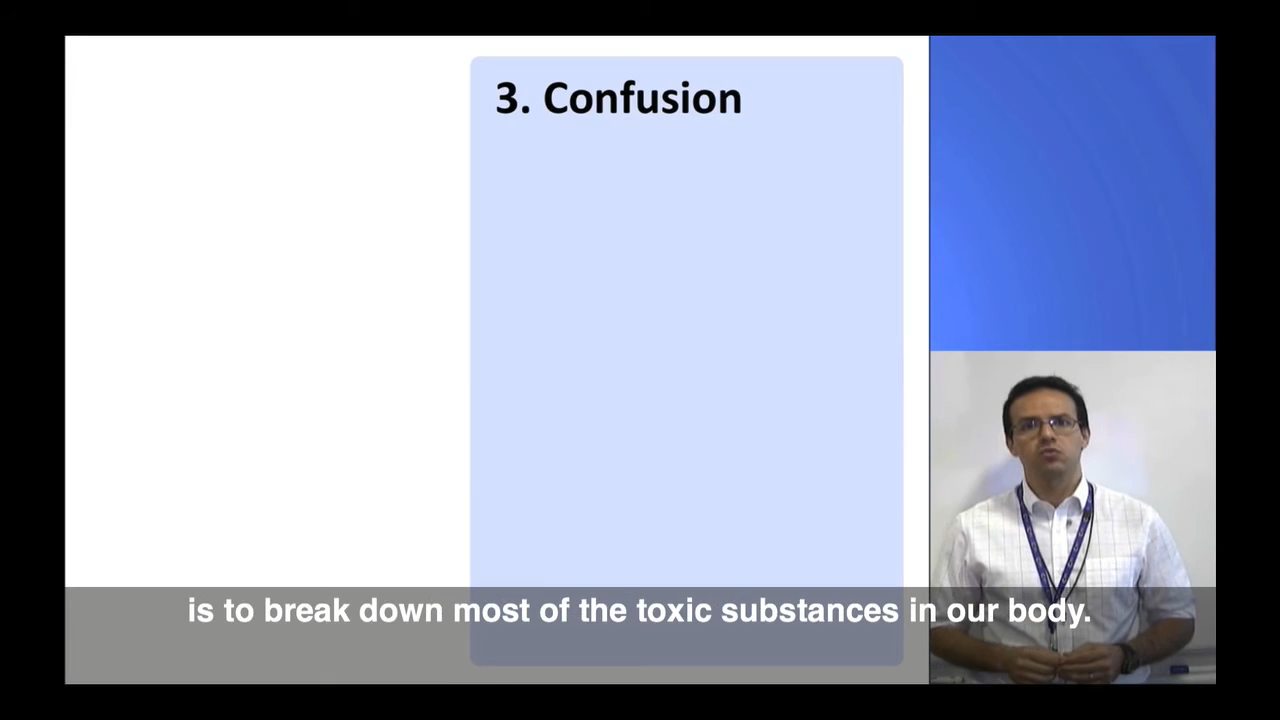 3. Confusion
is to break down most of the toxic substances in our body.